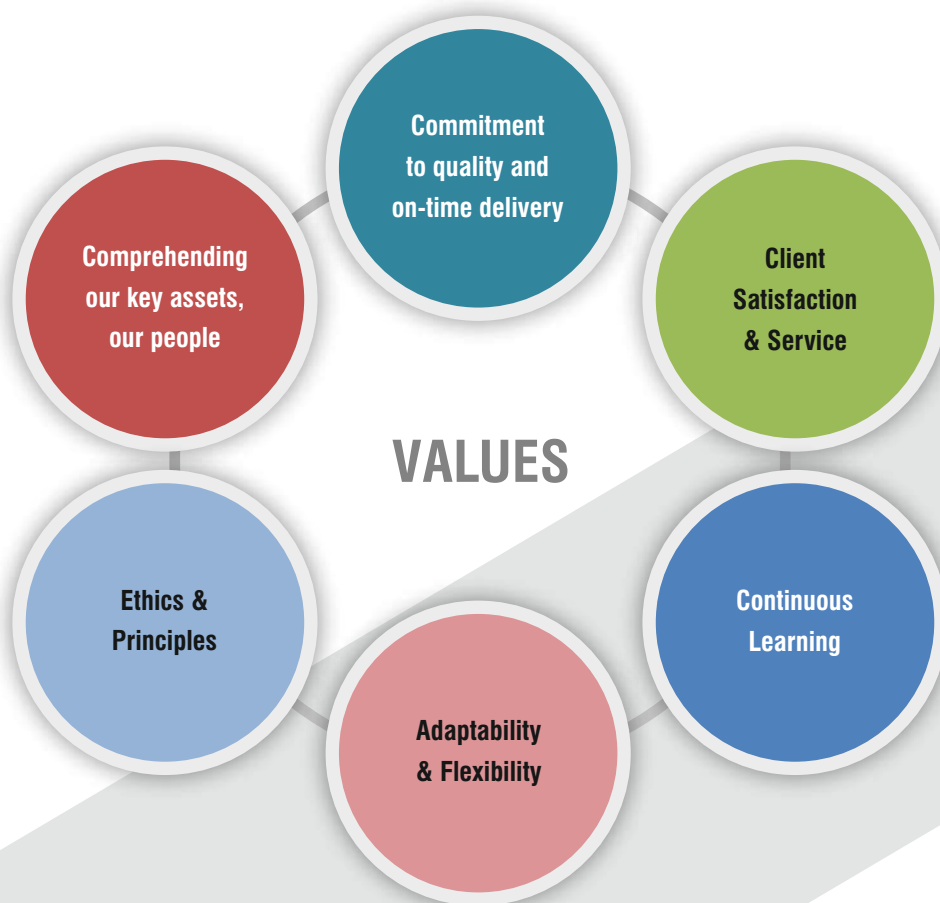 Commitment
to quality and
on-time delivery
Client
Satisfaction
& Service
Continuous
Learning
Adaptability
& Flexibility
Ethics &
Principles
Comprehending
our key assets,
our people
VALUES